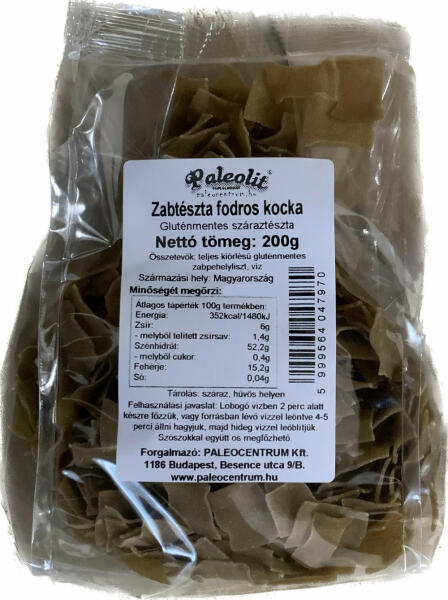 Paleolit®
paleocentrum.hu
Zabtészta fodros kocka
Gluténmentes száraztészta
Nettó tömeg: 200g
Összetevők: teljes kiőrlésű gluténmentes
zabpehelyliszt, víz
Származási hely: Magyarország
Minőségét megőrzi:
Átlagos tápérték 100g termékben:
Energia: 352kcal/1480kJ
Zsír: 6g
- melyből telített zsírsav: 1,4g
Szénhidrát: 52,2g
- melyből cukor: 0,4g
Fehérje: 15,2g
Só: 0,04g
5 999564 047970
Tárolás: száraz, hűvös helyen
Felhasználási javaslat: Lobogó vízben 2 perc alatt
készre főzzük, vagy forrásban lévő vízzel leöntve 4-5
perci állni hagyjuk, majd hideg vízzel leöblítjük.
Szószokkal együtt os megfőzhető.
Forgalmazó: PALEOCENTRUM Kft.
1186 Budapest, Besence utca 9/B.
www.paleocentrum.hu